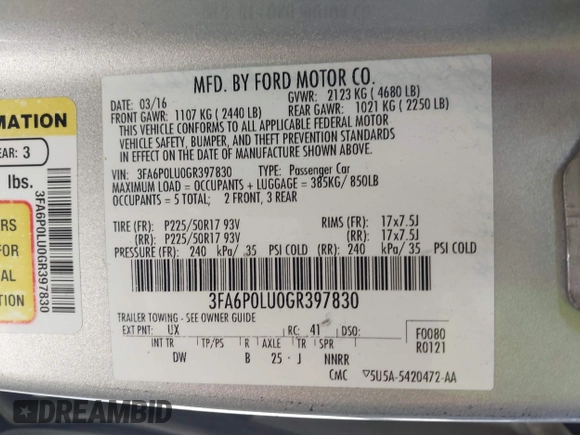 MFD. BY FORD MOTOR CO.
DATE: 03/16 GVWR: 2123 KG ( 4680 LB)
FRONT GAWR: 1107 KG ( 2440 LB) REAR GAWR: 1021 KG ( 2250 LB)
THIS VEHICLE CONFORMS TO ALL APPLICABLE FEDERAL MOTOR
VEHICLE SAFETY, BUMPER, AND THEFT PREVENTION STANDARDS
IN EFFECT ON THE DATE OF MANUFACTURE SHOWN ABOVE.
VIN: 3FA6P0LU0GR397830 TYPE: Passenger Car
MAXIMUM LOAD = OCCUPANTS + LUGGAGE = 385KG/ 850LB
OCCUPANTS = 5 TOTAL; 2 FRONT, 3 REAR
TIRE (FR): P225/50R17 93V RIMS (FR): 17x7.5J
(RR): P225/50R17 93V (RR): 17x7.5J
PRESSURE (FR): 240 kPa/ 35 PSI COLD (RR): 240 kPa/ 35 PSI COLD
3FA6P0LU0GR397830
TRAILER TOWING - SEE OWNER GUIDE
EXT PNT: UX RC: 41 DSO: F0080
INT TR TP/PS R AXLE TR SPR R0121
DW B 25 J NNRR
CMC ▽5U5A-5420472-AA
MATION
EAR: 3
lbs.
3FA6P0LU0GR397830
ERS
FOR
AL
TION
DREAMBID